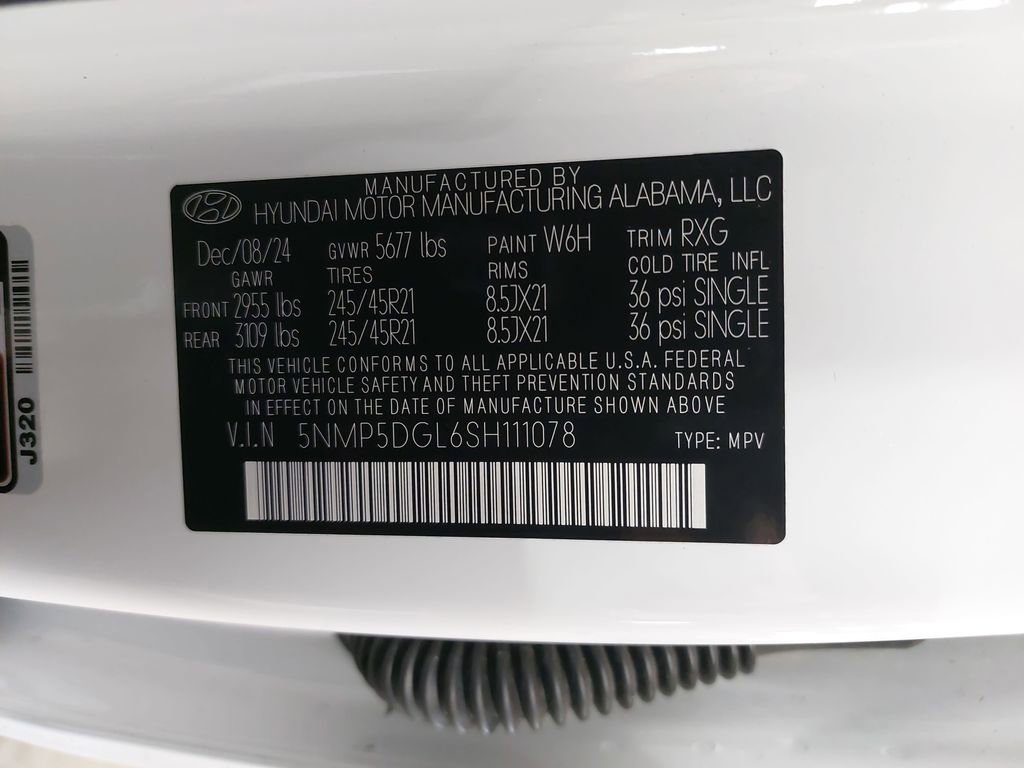 MANUFACTURED BY
HYUNDAI MOTOR MANUFACTURING ALABAMA, LLC
Dec/08/24 GVWR 5677 lbs PAINT W6H TRIM RXG
GAWR TIRES RIMS COLD TIRE INFL
FRONT 2955 lbs 245/45R21 8.5JX21 36 psi SINGLE
REAR 3109 lbs 245/45R21 8.5JX21 36 psi SINGLE
THIS VEHICLE CONFORMS TO ALL APPLICABLE U.S.A. FEDERAL
MOTOR VEHICLE SAFETY AND THEFT PREVENTION STANDARDS
IN EFFECT ON THE DATE OF MANUFACTURE SHOWN ABOVE
V.I.N 5NMP5DGL6SH111078 TYPE: MPV
J320